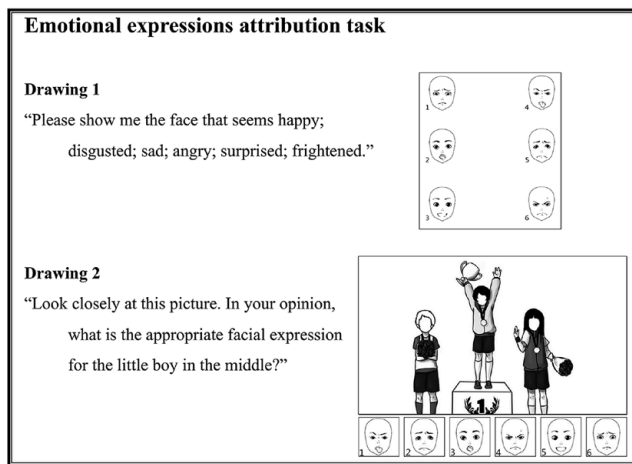 Emotional expressions attribution task
Drawing 1
“Please show me the face that seems happy;
disgusted; sad; angry; surprised; frightened.”
1
4
2
5
3
6
Drawing 2
“Look closely at this picture. In your opinion,
what is the appropriate facial expression
for the little boy in the middle?”
1
1 2 3 4 5 6